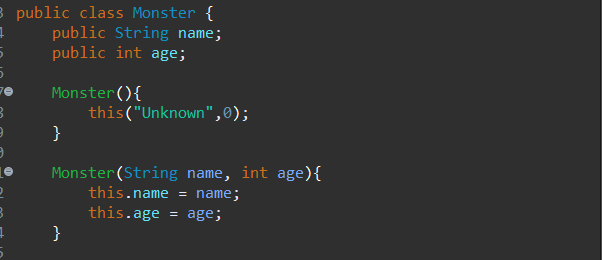 public class Monster {
public String name;
public int age;
Monster(){
this("Unknown",0);
}
Monster(String name, int age){
this.name = name;
this.age = age;
}